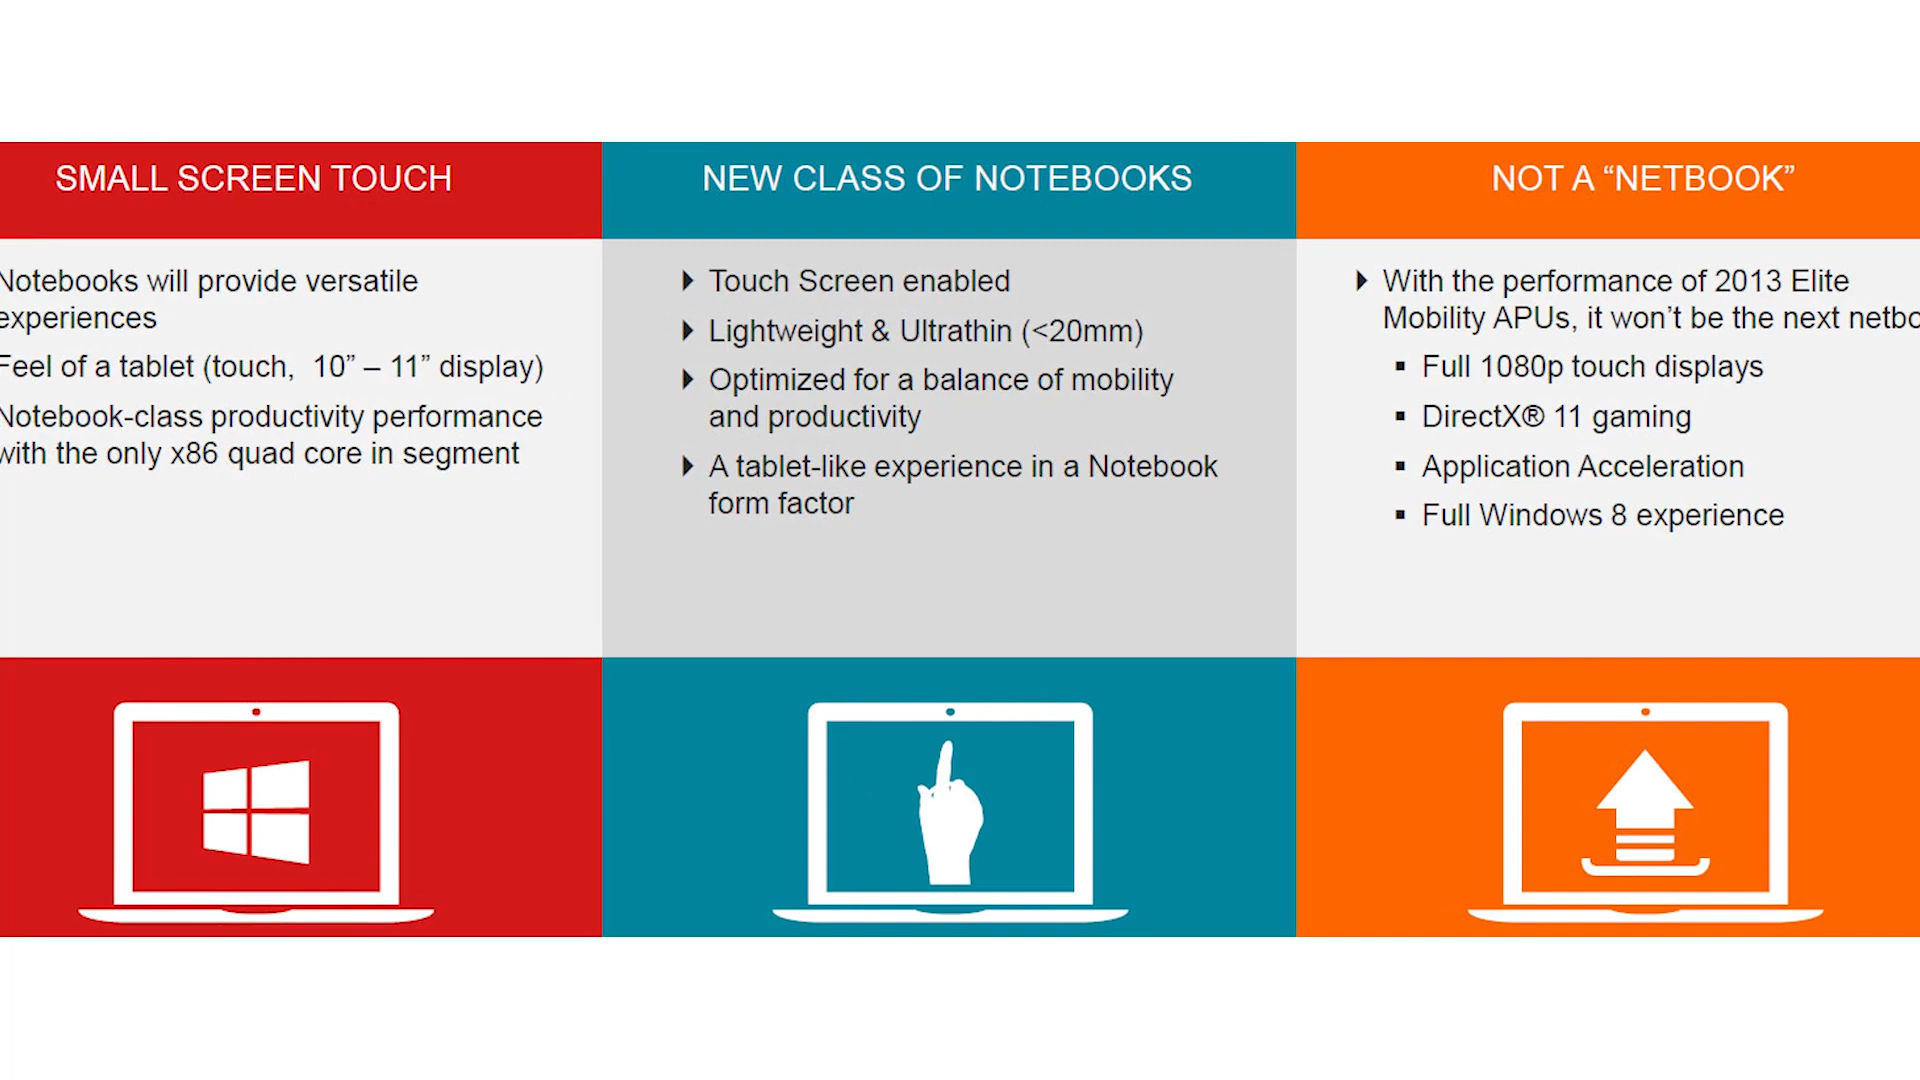 SMALL SCREEN TOUCH
Notebooks will provide versatile
experiences
Feel of a tablet (touch, 10” – 11” display)
Notebook-class productivity performance
with the only x86 quad core in segment
NEW CLASS OF NOTEBOOKS
Touch Screen enabled
Lightweight & Ultrathin (<20mm)
Optimized for a balance of mobility
and productivity
A tablet-like experience in a Notebook
form factor
NOT A “NETBOOK”
With the performance of 2013 Elite
Mobility APUs, it won’t be the next netbo
Full 1080p touch displays
DirectX® 11 gaming
Application Acceleration
Full Windows 8 experience